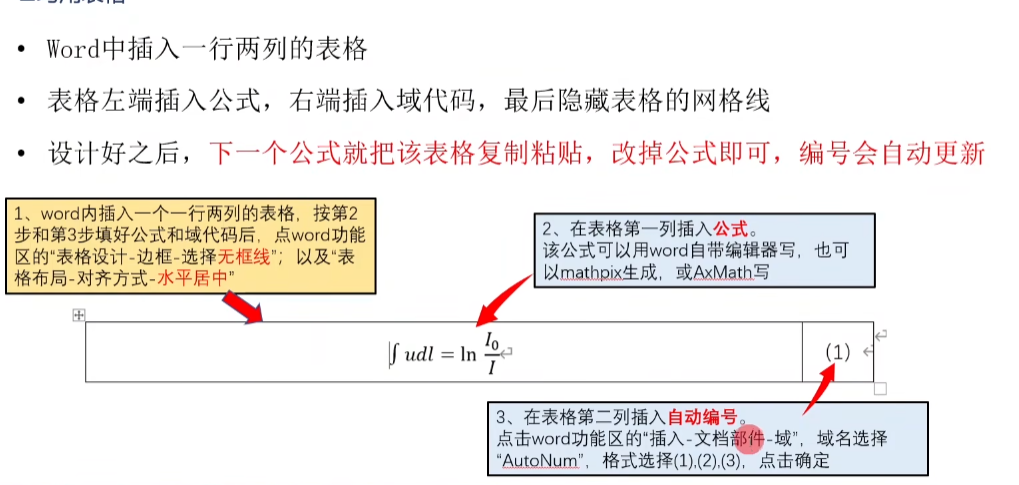 • Word中插入一行两列的表格
• 表格左端插入公式，右端插入域代码，最后隐藏表格的网格线
• 设计好之后，下一个公式就把该表格复制粘贴，改掉公式即可，编号会自动更新
1、word内插入一个一行两列的表格，按第2
步和第3步填好公式和域代码后，点word功能
区的“表格设计-边框-选择无框线”；以及“表
格布局-对齐方式-水平居中”
2、在表格第一列插入公式。
该公式可以用word自带编辑器写，也可
以mathpix生成，或AxMath写
∫ udl = ln I₀/I
(1)
3、在表格第二列插入自动编号。
点击word功能区的“插入-文档部件-域”，域名选择
“AutoNum”，格式选择(1),(2),(3)，点击确定